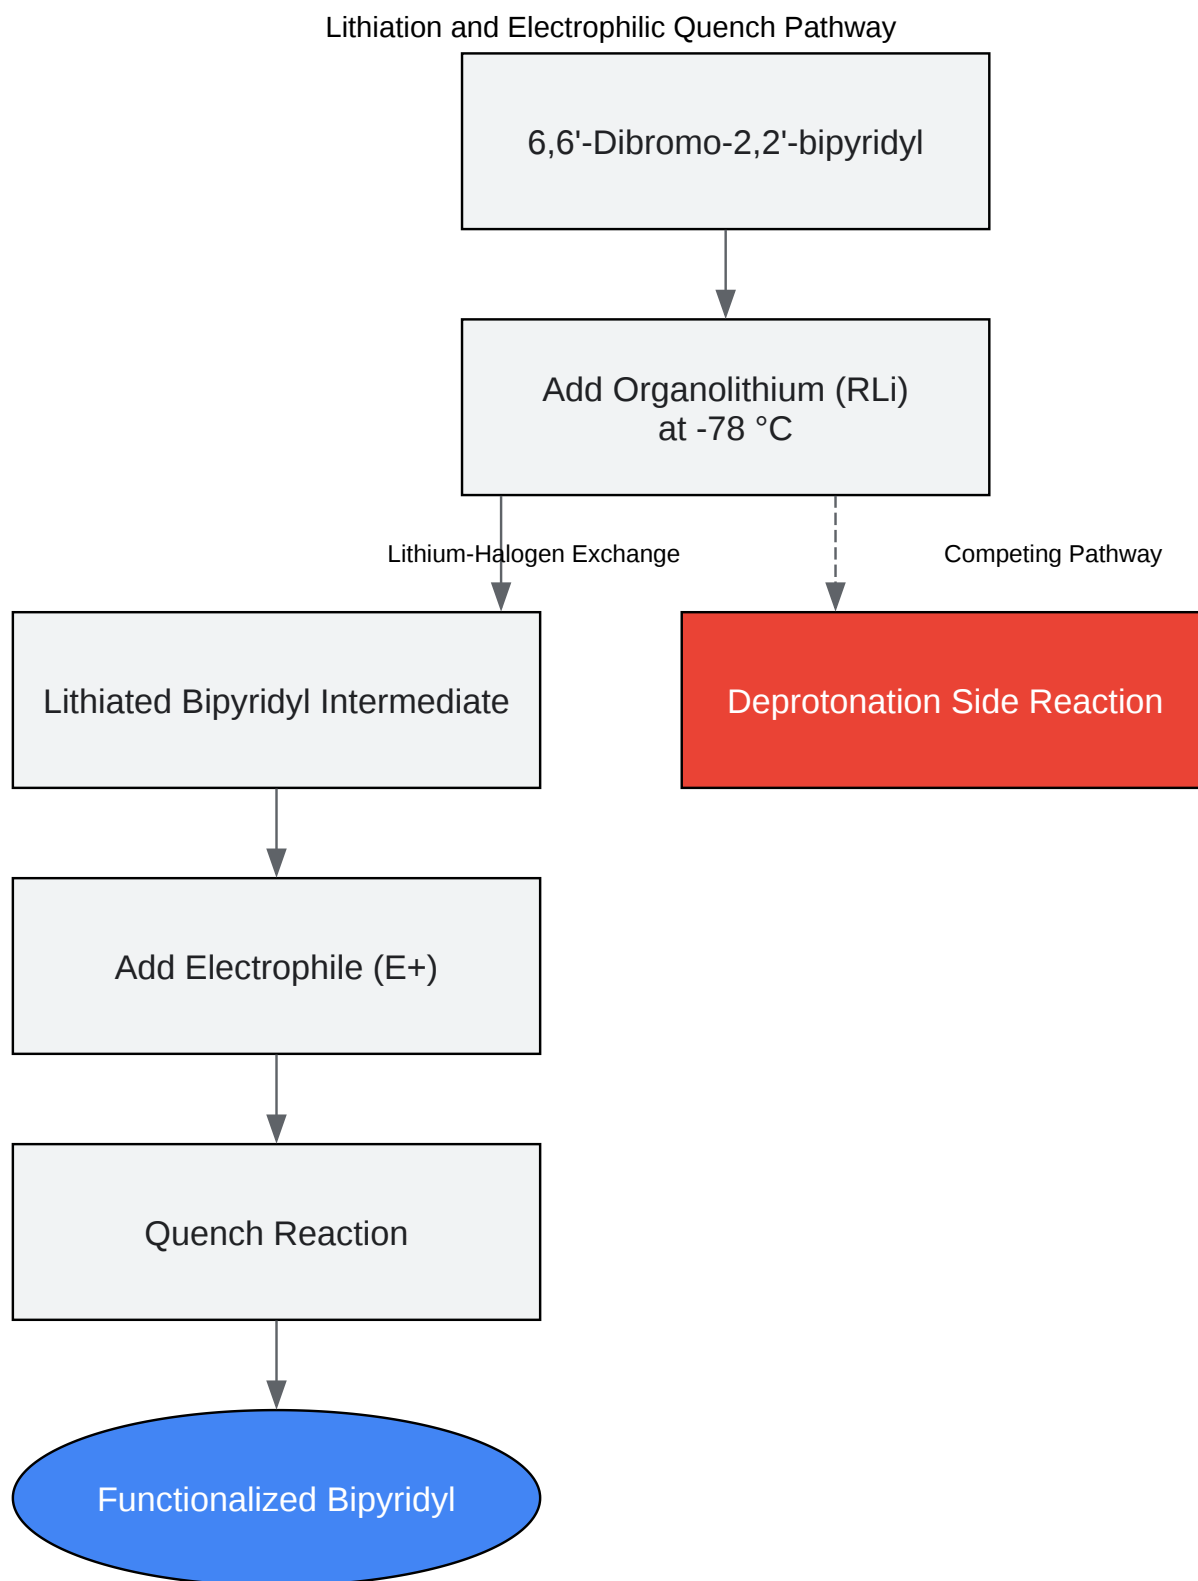 Lithiation and Electrophilic Quench Pathway
6,6'-Dibromo-2,2'-bipyridyl
Add Organolithium (RLi)
at -78 °C
Lithium-Halogen Exchange
Competing Pathway
Lithiated Bipyridyl Intermediate
Deprotonation Side Reaction
Add Electrophile (E+)
Quench Reaction
Functionalized Bipyridyl